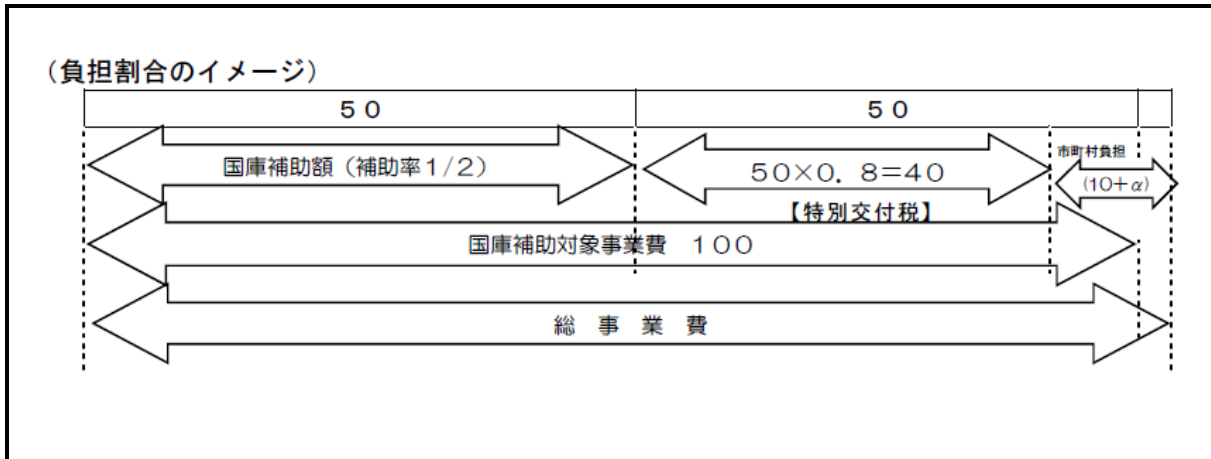 （負担割合のイメージ）
５０
５０
国庫補助額（補助率１/２）
５０×０．８＝４０
【特別交付税】
市町村負担
(10＋α)
国庫補助対象事業費　１００
総　事　業　費